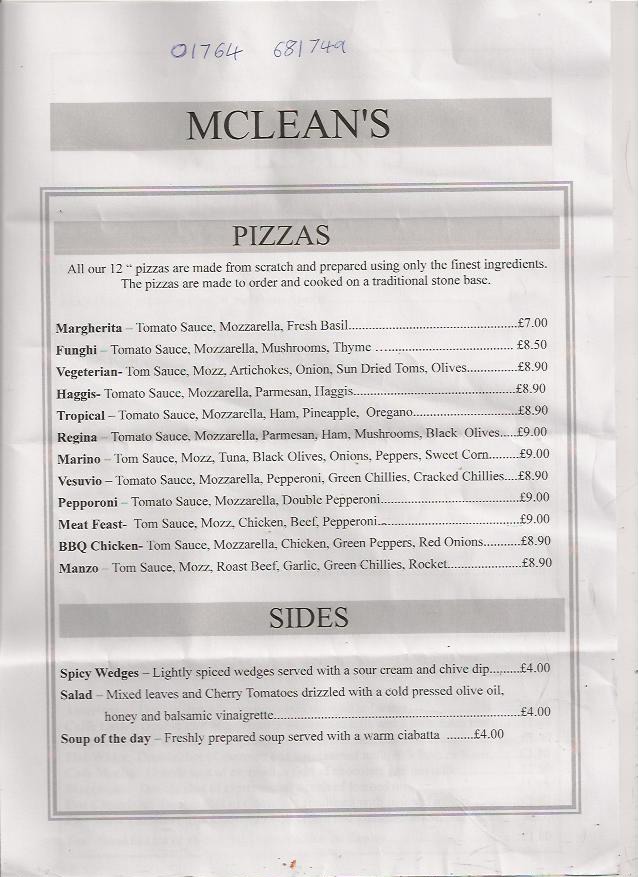 01764 681749
MCLEAN'S
PIZZAS
All our 12 “ pizzas are made from scratch and prepared using only the finest ingredients.
The pizzas are made to order and cooked on a traditional stone base.
Margherita – Tomato Sauce, Mozzarella, Fresh Basil...............................................£7.00
Funghi – Tomato Sauce, Mozzarella, Mushrooms, Thyme ...................................... £8.50
Vegeterian- Tom Sauce, Mozz, Artichokes, Onion, Sun Dried Toms, Olives..............£8.90
Haggis- Tomato Sauce, Mozzarella, Parmesan, Haggis.............................................£8.90
Tropical – Tomato Sauce, Mozzarella, Ham, Pineapple, Oregano.............................£8.90
Regina – Tomato Sauce, Mozzarella, Parmesan, Ham, Mushrooms, Black Olives.....£9.00
Marino – Tom Sauce, Mozz, Tuna, Black Olives, Onions, Peppers, Sweet Corn.........£9.00
Vesuvio – Tomato Sauce, Mozzarella, Pepperoni, Green Chillies, Cracked Chillies....£8.90
Pepporoni – Tomato Sauce, Mozzarella, Double Pepperoni.......................................£9.00
Meat Feast- Tom Sauce, Mozz, Chicken, Beef, Pepperoni........................................£9.00
BBQ Chicken- Tom Sauce, Mozzarella, Chicken, Green Peppers, Red Onions..........£8.90
Manzo – Tom Sauce, Mozz, Roast Beef, Garlic, Green Chillies, Rocket....................£8.90
SIDES
Spicy Wedges – Lightly spiced wedges served with a sour cream and chive dip.........£4.00
Salad – Mixed leaves and Cherry Tomatoes drizzled with a cold pressed olive oil,
honey and balsamic vinaigrette....................................................................£4.00
Soup of the day – Freshly prepared soup served with a warm ciabatta ........£4.00